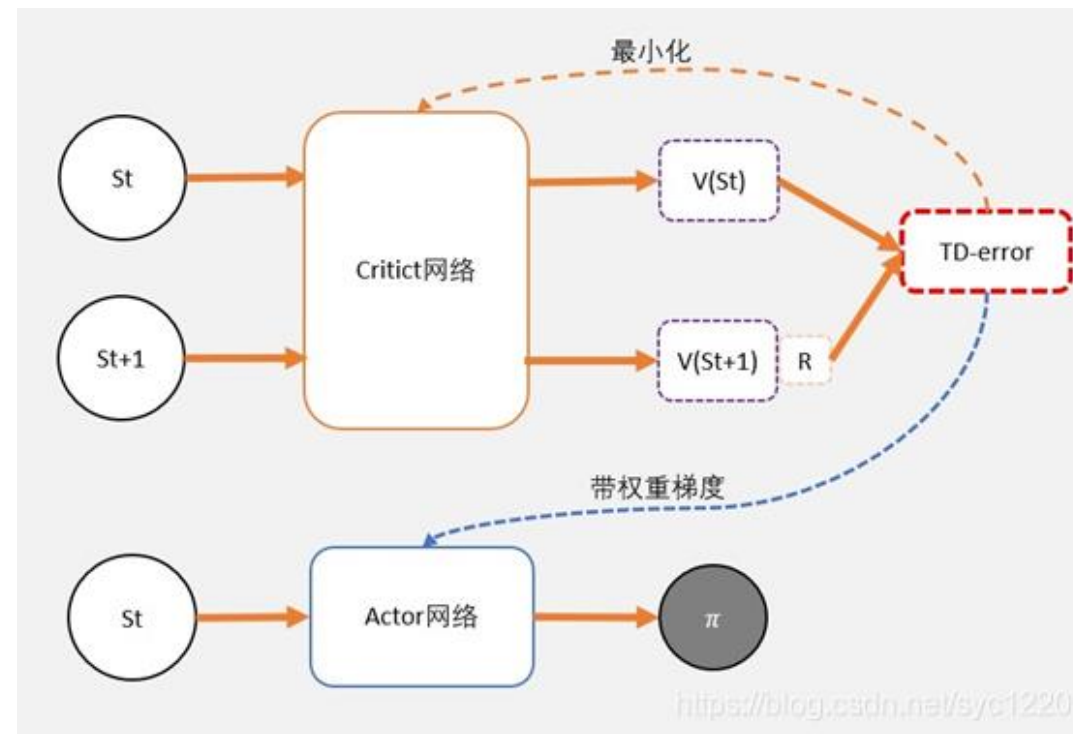 最小化
St
V(St)
Critict网络
TD-error
St+1
V(St+1)
R
带权重梯度
St
Actor网络
π
https://blog.csdn.net/syc1220